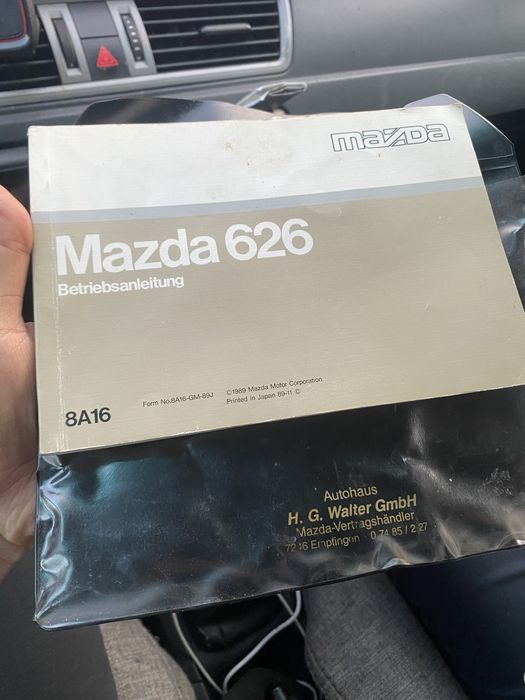 mazda
Mazda 626
Betriebsanleitung
Form No.8A16-GM-89J
©1989 Mazda Motor Corporation
Printed in Japan 89-11 ©
8A16
Autohaus
H. G. Walter GmbH
Mazda-Vertragshändler
Empfingen 0 74 85 / 2 27